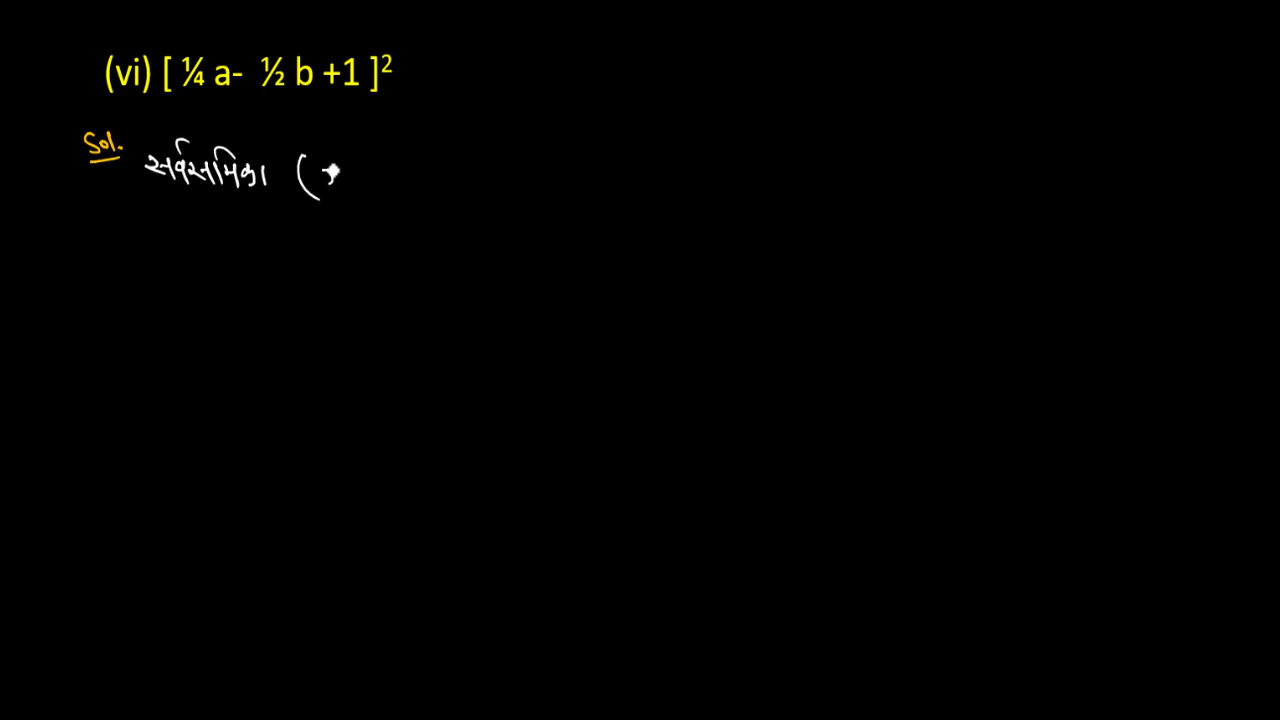 (vi) [ ¼ a- ½ b +1 ]²
Sol.
सर्वसमिका (